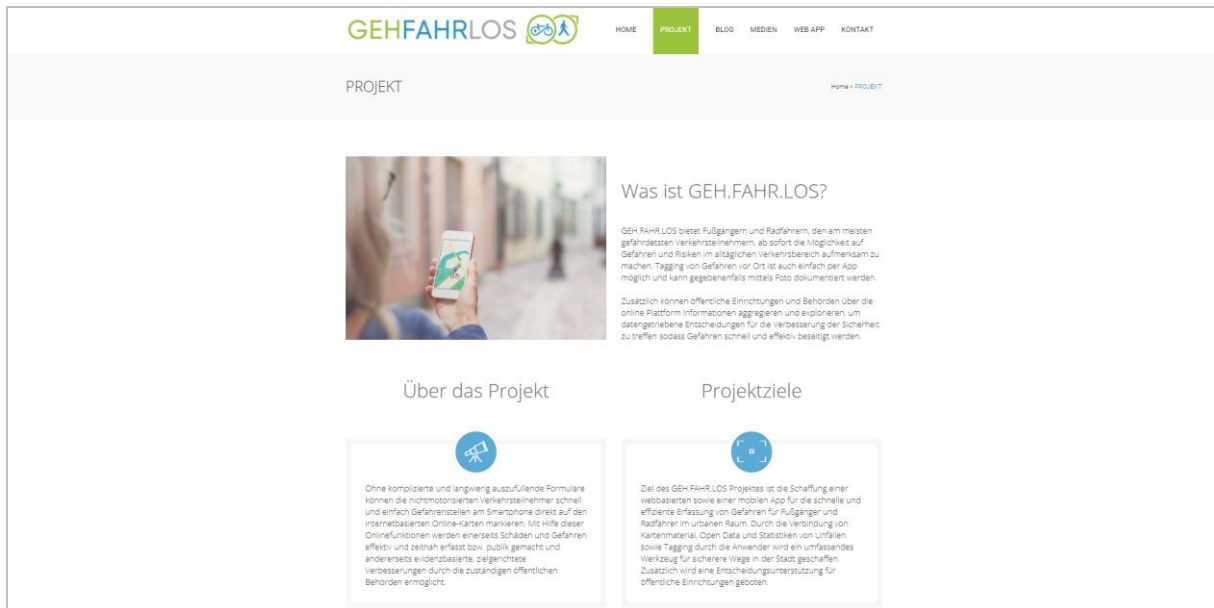 GEHFAHRLOS
HOME PROJEKT BLOG MEDIEN WEB APP KONTAKT
PROJEKT
Home » PROJEKT
Was ist GEH.FAHR.LOS?
GEH.FAHR.LOS bietet Fußgängern und Radfahrern, den am meisten
gefährdetsten Verkehrsteilnehmern, ab sofort die Möglichkeit auf
Gefahren und Risiken im alltäglichen Verkehrsbereich aufmerksam zu
machen. Tagging von Gefahren vor Ort ist auch einfach per App
möglich und kann gegebenenfalls mittels Foto dokumentiert werden.
Zusätzlich können öffentliche Einrichtungen und Behörden über die
online Plattform Informationen aggregieren und explorieren, um
datengetriebene Entscheidungen für die Verbesserung der Sicherheit
zu treffen sodass Gefahren schnell und effektiv beseitigt werden.
Über das Projekt
Ohne komplizierte und langwierig auszufüllende Formulare
können die nichtmotorisierten Verkehrsteilnehmer schnell
und einfach Gefahrenstellen am Smartphone direkt auf den
internetbasierten Online-Karten markieren. Mit Hilfe dieser
Onlinefunktionen werden einerseits Schäden und Gefahren
effektiv und zeitnah erfasst bzw. publik gemacht und
andererseits evidenzbasierte, zielgerichtete
Verbesserungen durch die zuständigen öffentlichen
Behörden ermöglicht.
Projektziele
Ziel des GEH.FAHR.LOS Projektes ist die Schaffung einer
webbasierten sowie einer mobilen App für die schnelle und
effiziente Erfassung von Gefahren für Fußgänger und
Radfahrer im urbanen Raum. Durch die Verbindung von
Kartenmaterial, Open Data und Statistiken von Unfällen
sowie Tagging durch die Anwender wird ein umfassendes
Werkzeug für sicherere Wege in der Stadt geschaffen.
Zusätzlich wird eine Entscheidungsunterstützung für
öffentliche Einrichtungen geboten.